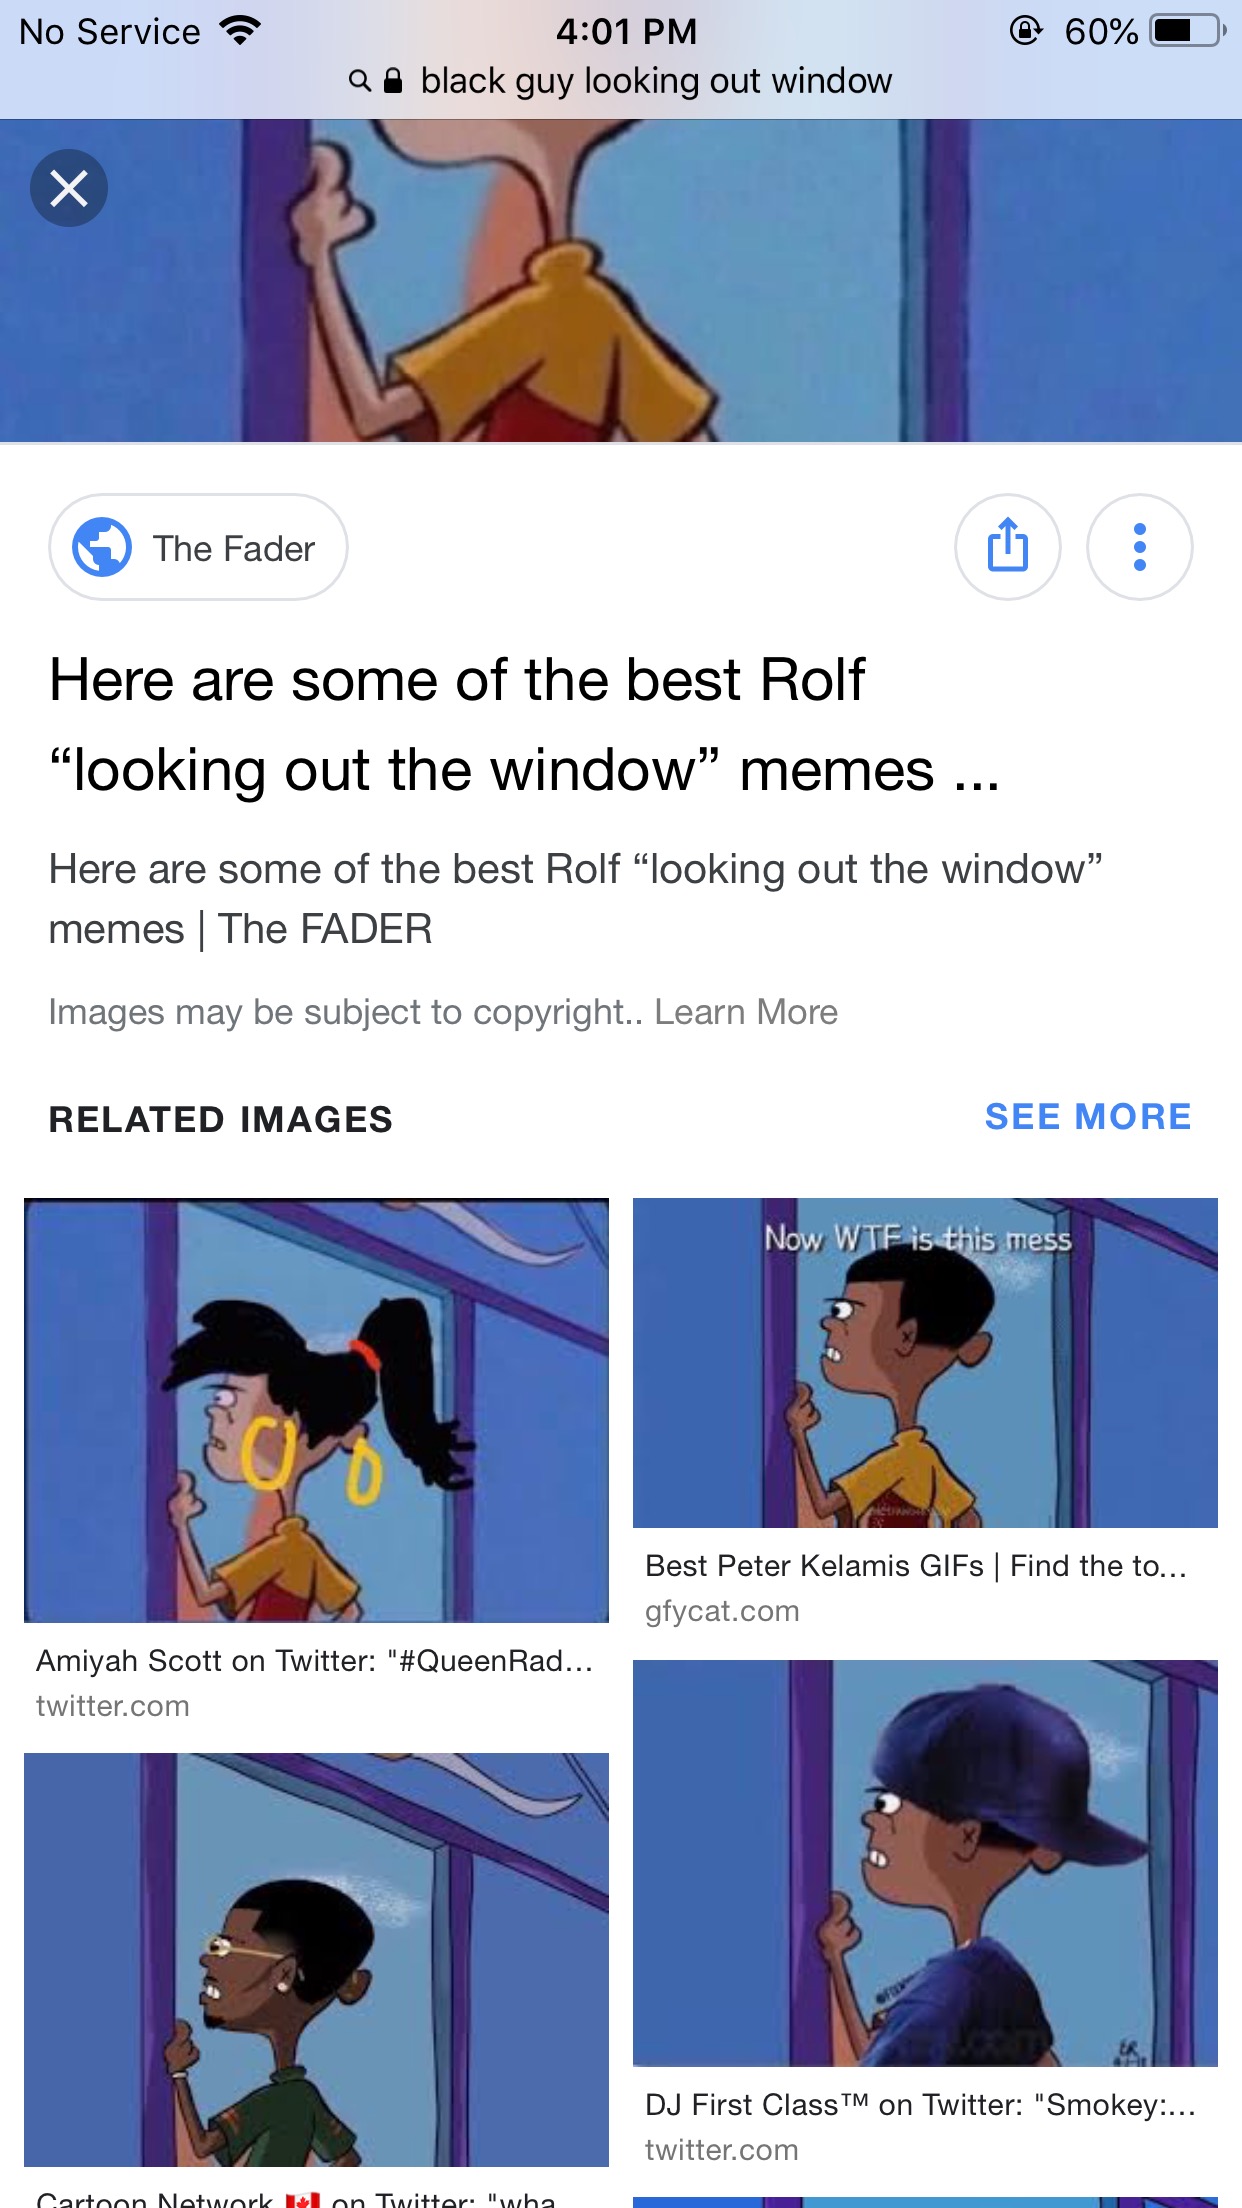 No Service 4:01 PM 60%
black guy looking out window
The Fader
Here are some of the best Rolf
“looking out the window” memes ...
Here are some of the best Rolf “looking out the window”
memes | The FADER
Images may be subject to copyright.. Learn More
RELATED IMAGES SEE MORE
Now WTF is this mess
Best Peter Kelamis GIFs | Find the to...
gfycat.com
Amiyah Scott on Twitter: "#QueenRad...
twitter.com
DJ First Class™ on Twitter: "Smokey:...
twitter.com
Cartoon Network 🇨🇦 on Twitter: "wha